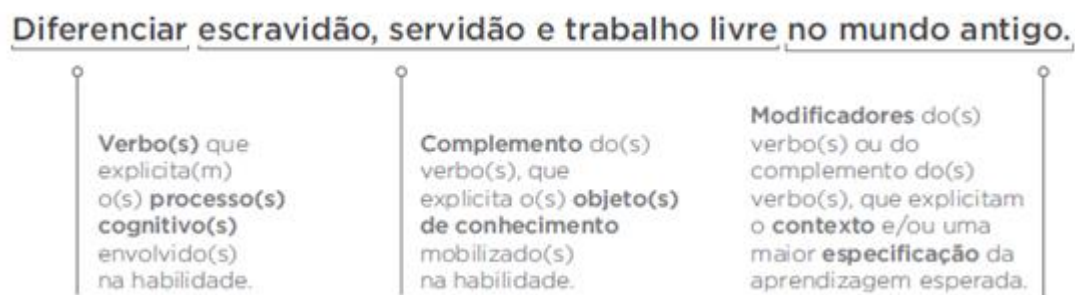 Diferenciar escravidão, servidão e trabalho livre no mundo antigo.
Verbo(s) que
explicita(m)
o(s) processo(s)
cognitivo(s)
envolvido(s)
na habilidade.
Complemento do(s)
verbo(s), que
explicita o(s) objeto(s)
de conhecimento
mobilizado(s)
na habilidade.
Modificadores do(s)
verbo(s) ou do
complemento do(s)
verbo(s), que explicitam
o contexto e/ou uma
maior especificação da
aprendizagem esperada.